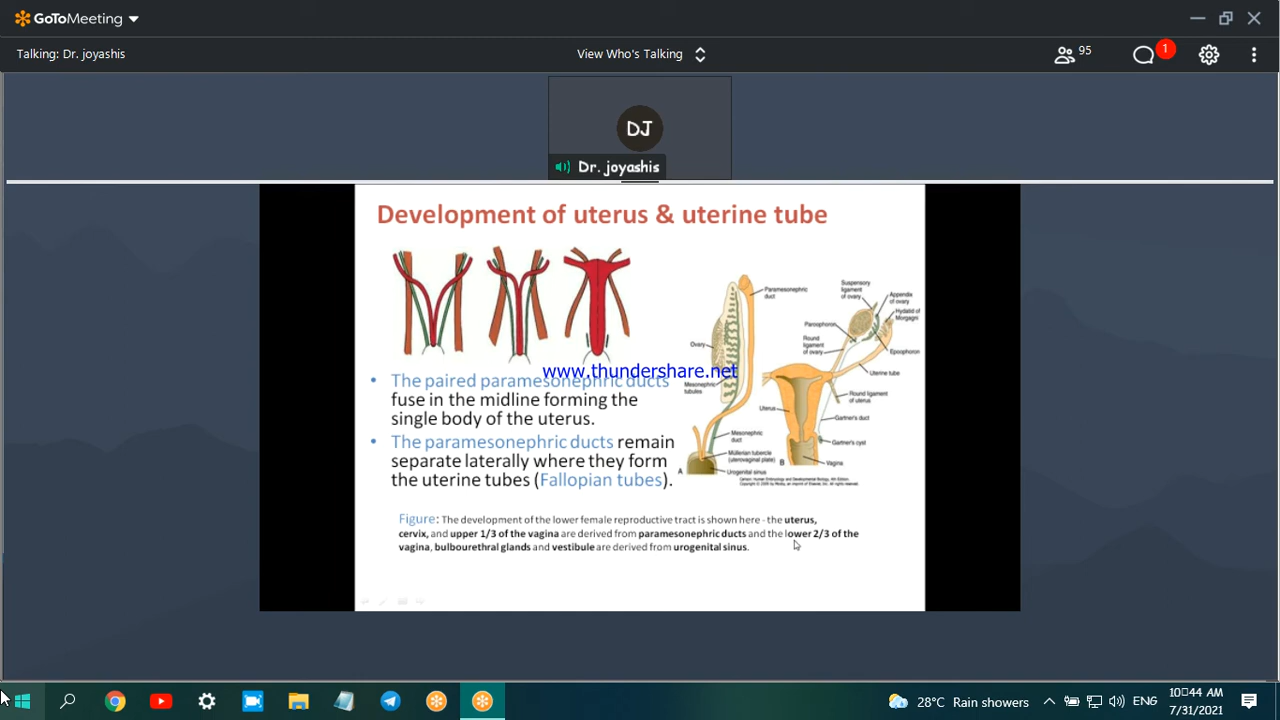 GoToMeeting
Talking: Dr. joyashis
View Who's Talking
95
1
DJ
Dr. joyashis
Development of uterus & uterine tube
Paramesonephric
duct
Ovary
Mesonephric
tubules
Mesonephric
duct
Müllerian tubercle
(uterovaginal plate)
A
Urogenital sinus
Suspensory
ligament
of ovary
Appendix
of ovary
Hydatid of
Morgagni
Paroophoron
Round
ligament
of ovary
Epoophoron
Uterine tube
Round ligament
of uterus
Uterus
Gartner's duct
Gartner's cyst
B
Vagina
www.thundershare.net
• The paired paramesonephric ducts
fuse in the midline forming the
single body of the uterus.
• The paramesonephric ducts remain
separate laterally where they form
the uterine tubes (Fallopian tubes).
Figure: The development of the lower female reproductive tract is shown here - the uterus,
cervix, and upper 1/3 of the vagina are derived from paramesonephric ducts and the lower 2/3 of the
vagina, bulbourethral glands and vestibule are derived from urogenital sinus.
28°C Rain showers
ENG
10:44 AM
7/31/2021